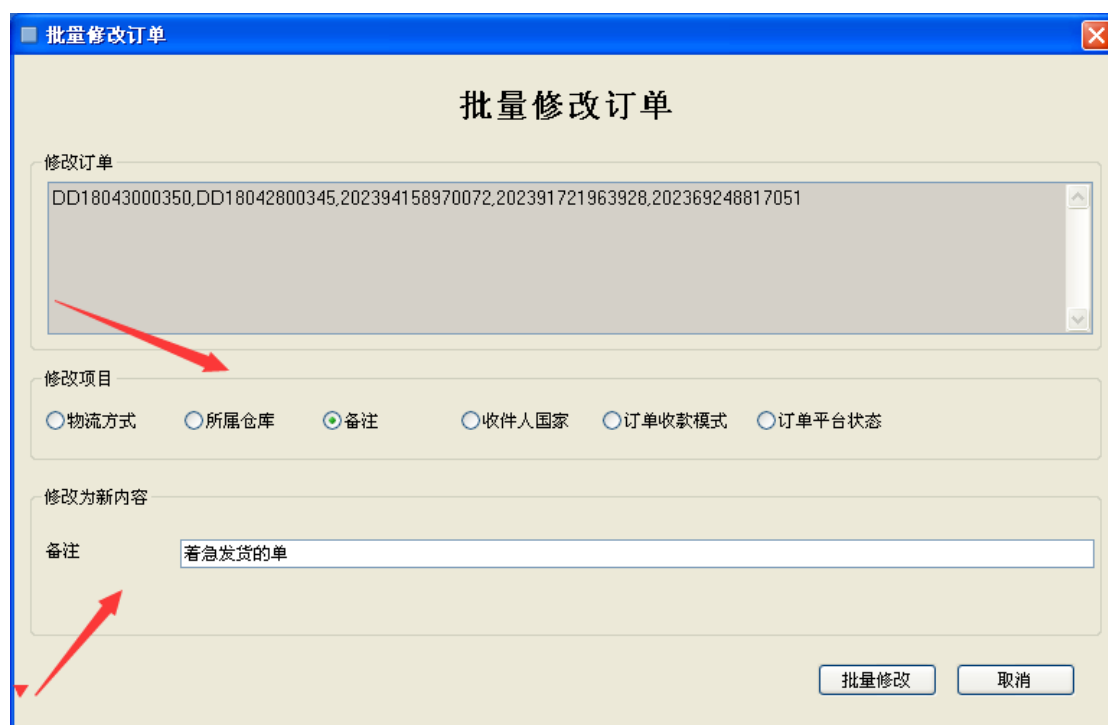 批量修改订单
批量修改订单
修改订单
DD18043000350,DD18042800345,202394158970072,202391721963928,202369248817051
修改项目
物流方式 所属仓库 备注 收件人国家 订单收款模式 订单平台状态
修改为新内容
备注 着急发货的单
批量修改 取消